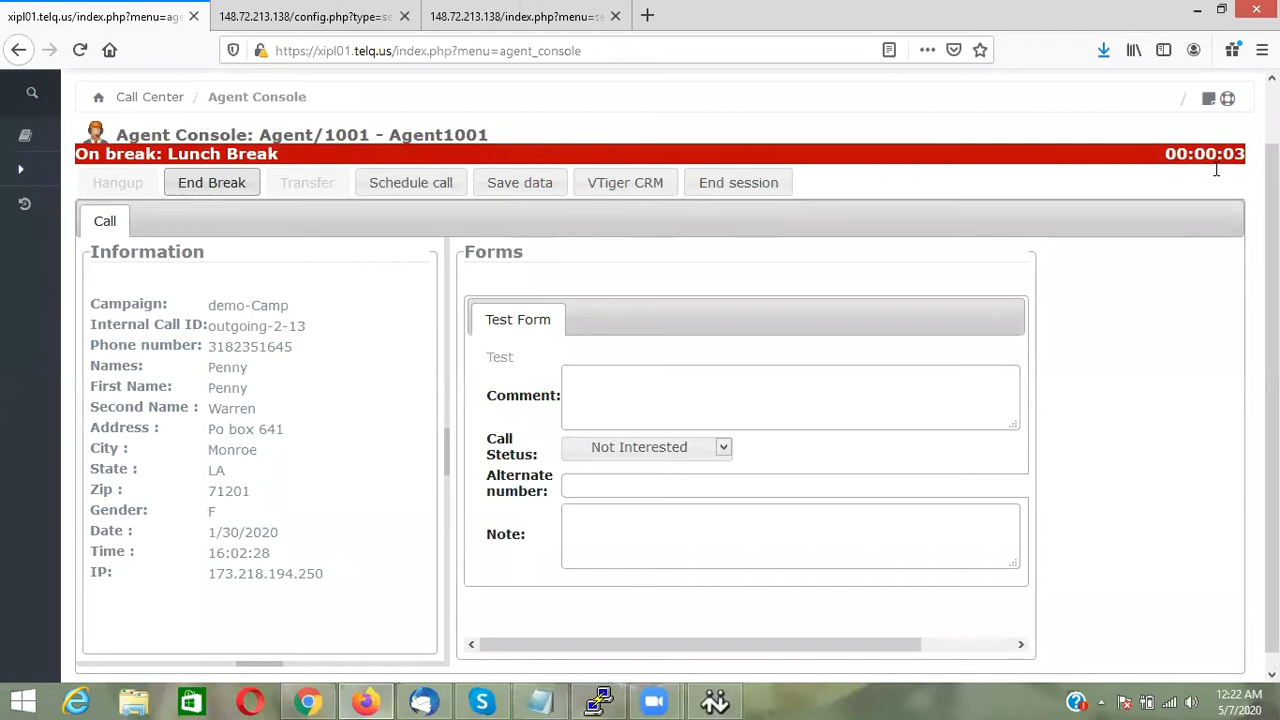 xipl01.telq.us/index.php?menu=ag
148.72.213.138/config.php?type=se
148.72.213.138/index.php?menu=se
https://xipl01.telq.us/index.php?menu=agent_console
Call Center / Agent Console
/
Agent Console: Agent/1001 - Agent1001
On break: Lunch Break 00:00:03
Hangup End Break Transfer Schedule call Save data VTiger CRM End session
Call
Information
Campaign: demo-Camp
Internal Call ID: outgoing-2-13
Phone number: 3182351645
Names: Penny
First Name: Penny
Second Name : Warren
Address : Po box 641
City : Monroe
State : LA
Zip : 71201
Gender: F
Date : 1/30/2020
Time : 16:02:28
IP: 173.218.194.250
Forms
Test Form
Test
Comment:
Call
Stetus: Not Interested
Alternate
number:
Note:
12:22 AM
5/7/2020